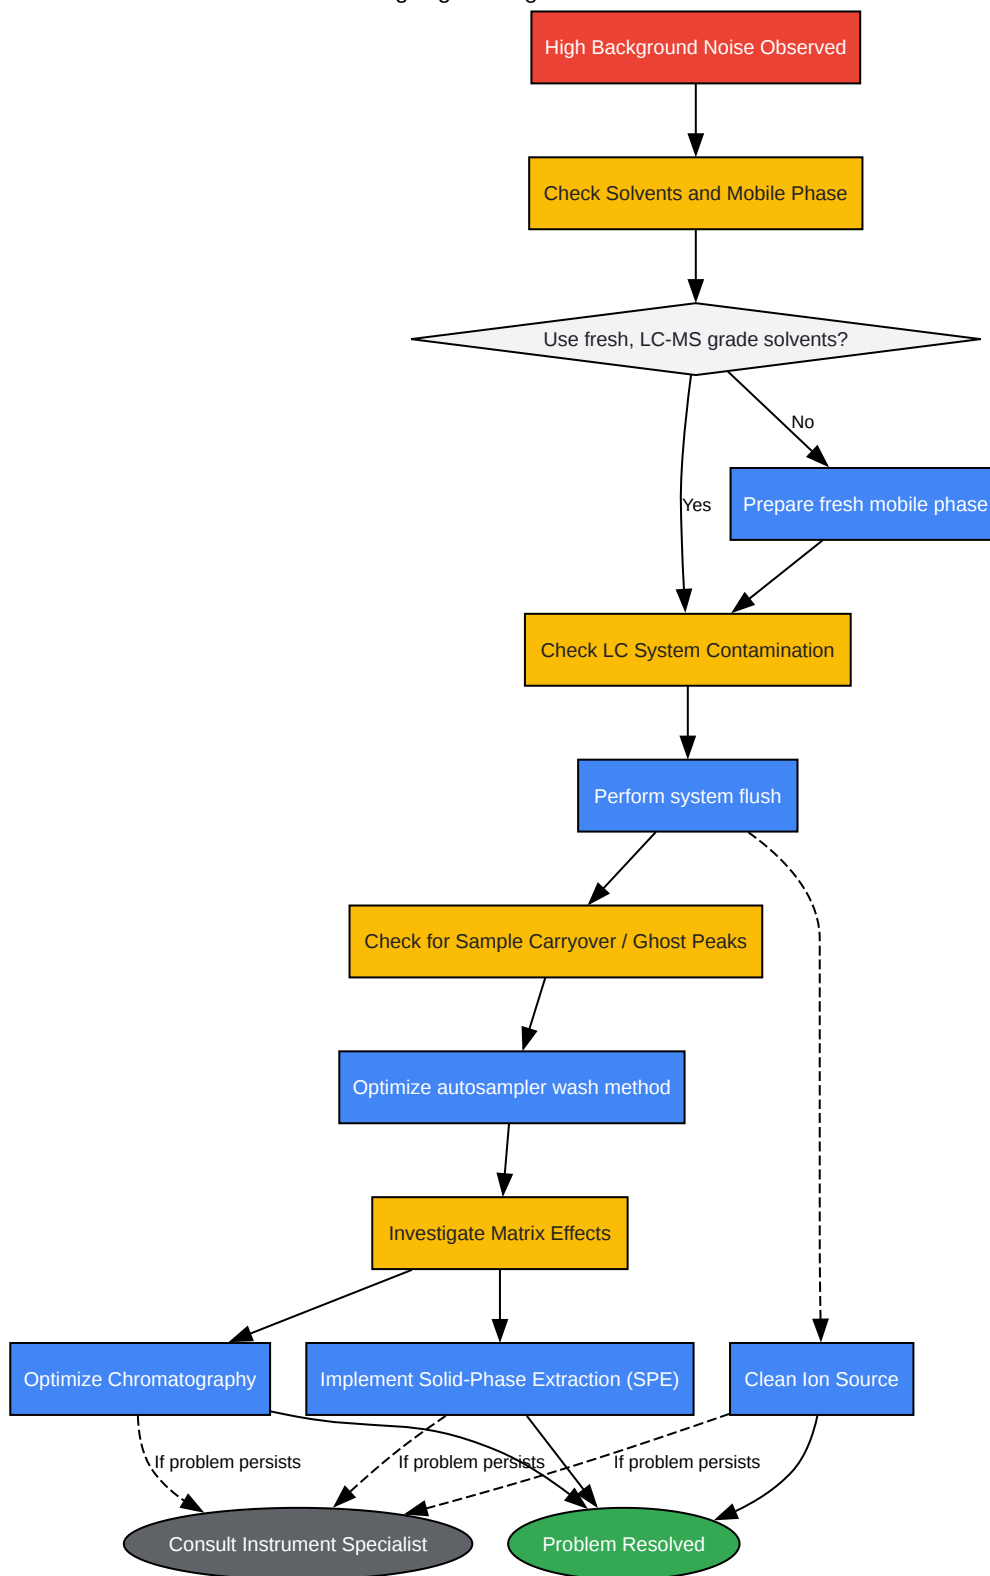 High Background Noise Observed
Check Solvents and Mobile Phase
Use fresh, LC-MS grade solvents?
No
Yes
Prepare fresh mobile phase
Check LC System Contamination
Perform system flush
Check for Sample Carryover / Ghost Peaks
Optimize autosampler wash method
Investigate Matrix Effects
Optimize Chromatography
Implement Solid-Phase Extraction (SPE)
Clean Ion Source
If problem persists
If problem persists
If problem persists
Consult Instrument Specialist
Problem Resolved